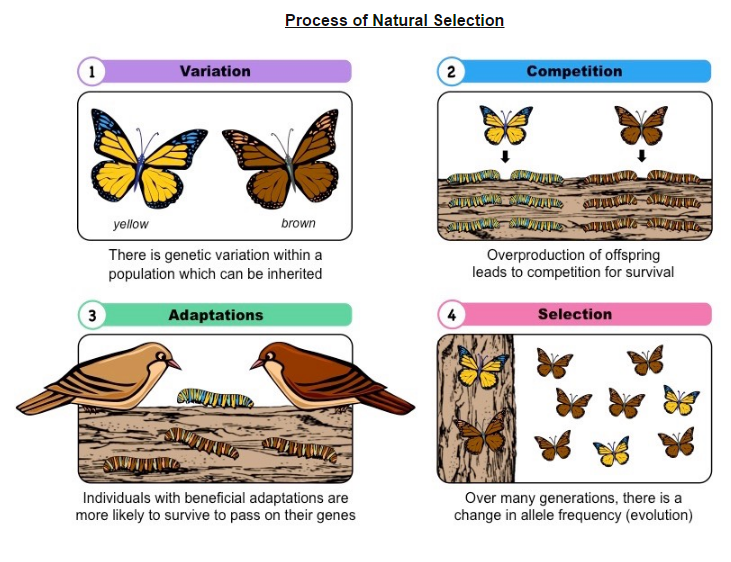 Process of Natural Selection
1 Variation
yellow
brown
There is genetic variation within a
population which can be inherited
2 Competition
Overproduction of offspring
leads to competition for survival
3 Adaptations
Individuals with beneficial adaptations are
more likely to survive to pass on their genes
4 Selection
Over many generations, there is a
change in allele frequency (evolution)